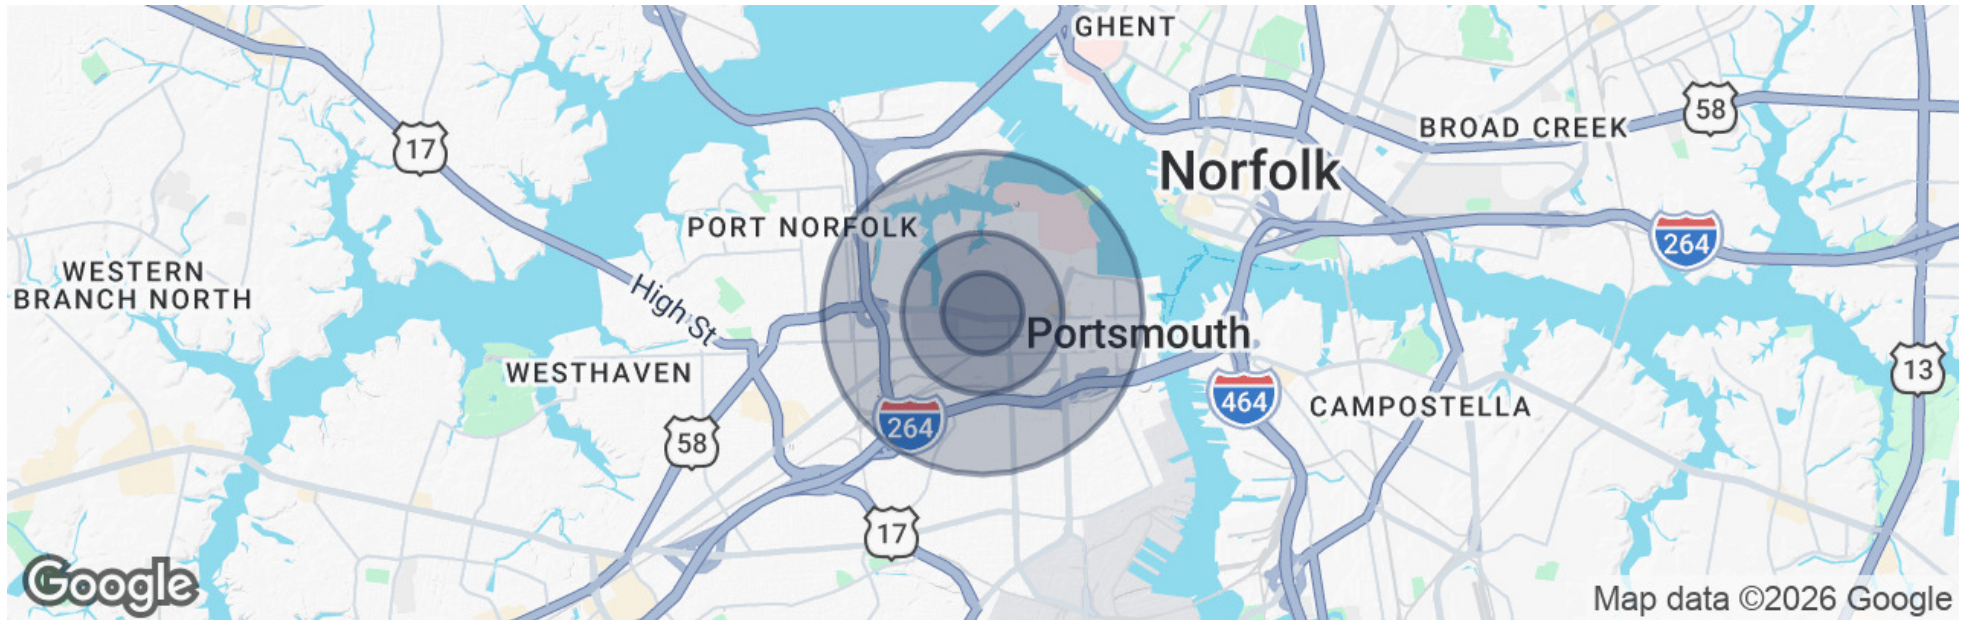 GHENT
58
BROAD CREEK
17
Norfolk
PORT NORFOLK
264
WESTERN
BRANCH NORTH
High St
Portsmouth
WESTHAVEN
13
464
CAMPOSTELLA
264
58
17
Google
Map data ©2026 Google